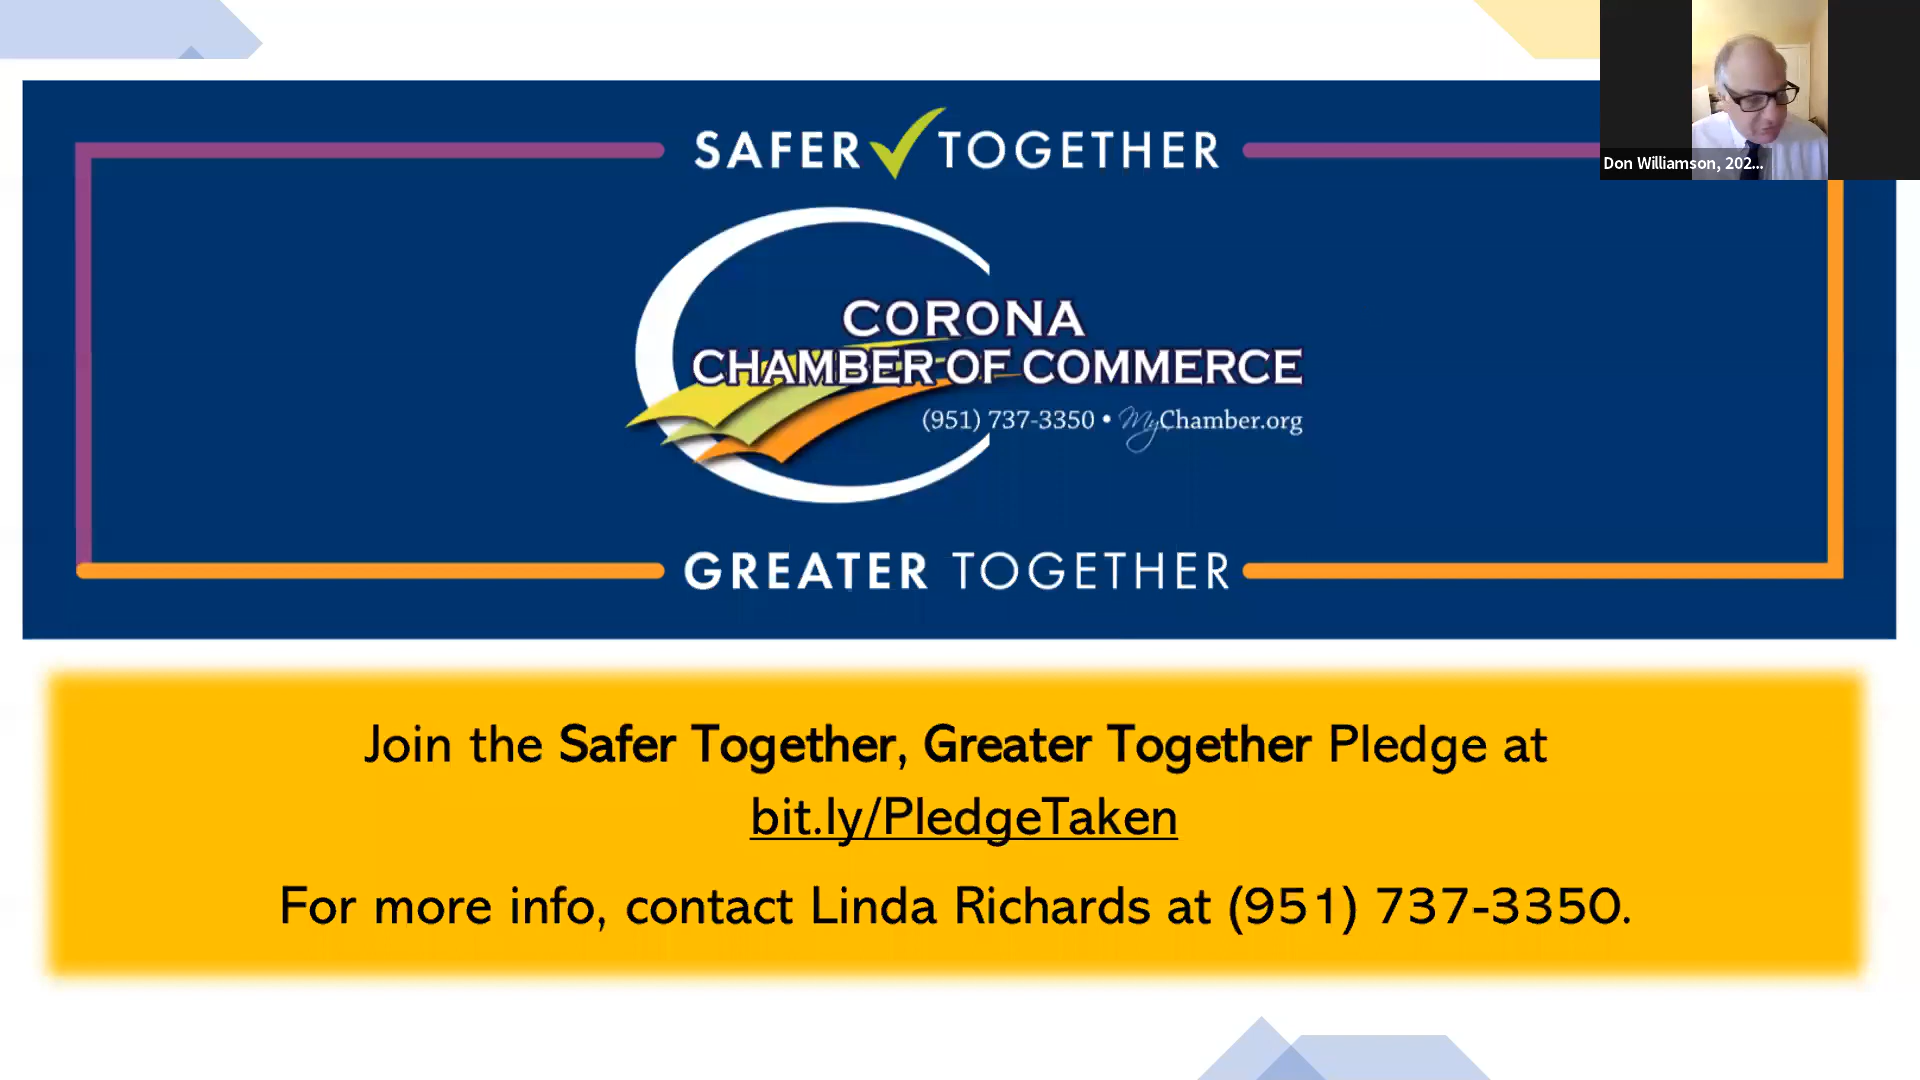 SAFER TOGETHER
Don Williamson, 202...
CORONA
CHAMBER OF COMMERCE
(951) 737-3350 • MyChamber.org
GREATER TOGETHER
Join the Safer Together, Greater Together Pledge at
bit.ly/PledgeTaken
For more info, contact Linda Richards at (951) 737-3350.